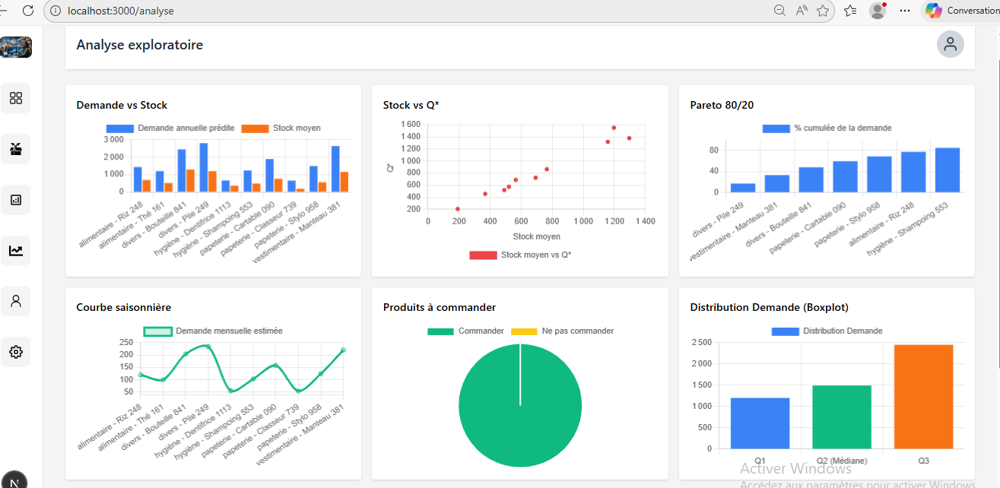 localhost:3000/analyse
Conversation
Analyse exploratoire
Demande vs Stock
Demande annuelle prédite
Stock moyen
3 000
2 000
1 000
0
alimentaire - Riz 248
alimentaire - Thé 161
divers - Bouteille 841
divers - Pile 249
hygiène - Dentifrice 1113
hygiène - Shampoing 553
papeterie - Cartable 090
papeterie - Classeur 739
papeterie - Stylo 958
vestimentaire - Manteau 381
Stock vs Q*
1 600
1 400
1 200
1 000
800
600
400
200
Q*
0 200 400 600 800 1 000 1 200 1 400
Stock moyen
Stock moyen vs Q*
Pareto 80/20
% cumulée de la demande
80
40
0
divers - Pile 249
vestimentaire - Manteau 381
divers - Bouteille 841
papeterie - Cartable 090
papeterie - Stylo 958
alimentaire - Riz 248
hygiène - Shampoing 553
Courbe saisonnière
Demande mensuelle estimée
250
200
150
100
50
alimentaire - Riz 248
alimentaire - Thé 161
divers - Bouteille 841
divers - Pile 249
hygiène - Dentifrice 1113
hygiène - Shampoing 553
papeterie - Cartable 090
papeterie - Classeur 739
papeterie - Stylo 958
vestimentaire - Manteau 381
Produits à commander
Commander
Ne pas commander
Distribution Demande (Boxplot)
Distribution Demande
2 500
2 000
1 500
1 000
500
0
Q1 Q2 (Médiane) Q3
Activer Windows
Accédez aux paramètres pour activer Windows
N